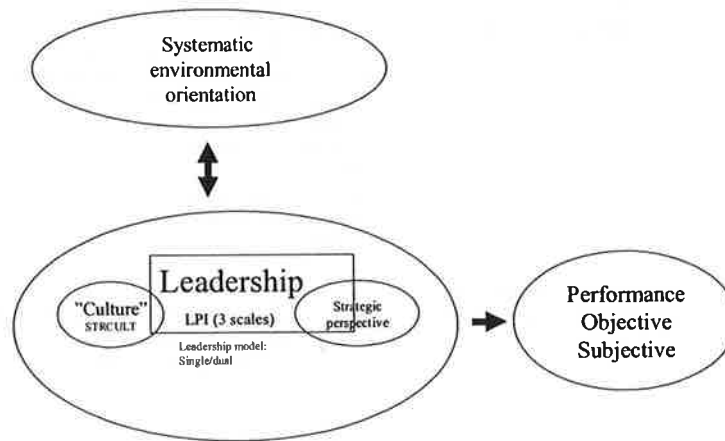 Systematic
environmental
orientation
Leadership
"Culture"
STRCULT
LPI (3 scales)
Strategic
perspective
Leadership model:
Single/dual
Performance
Objective
Subjective